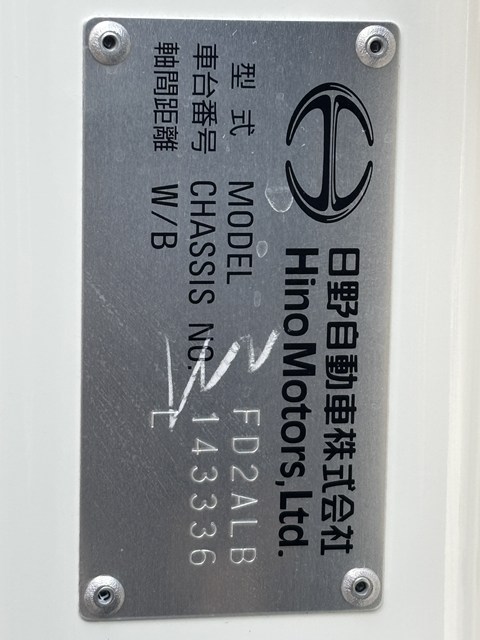 日野自動車株式会社
Hino Motors, Ltd.
型式 MODEL FD2ALB
車台番号 CHASSIS NO. 143336
軸間距離 W/B L